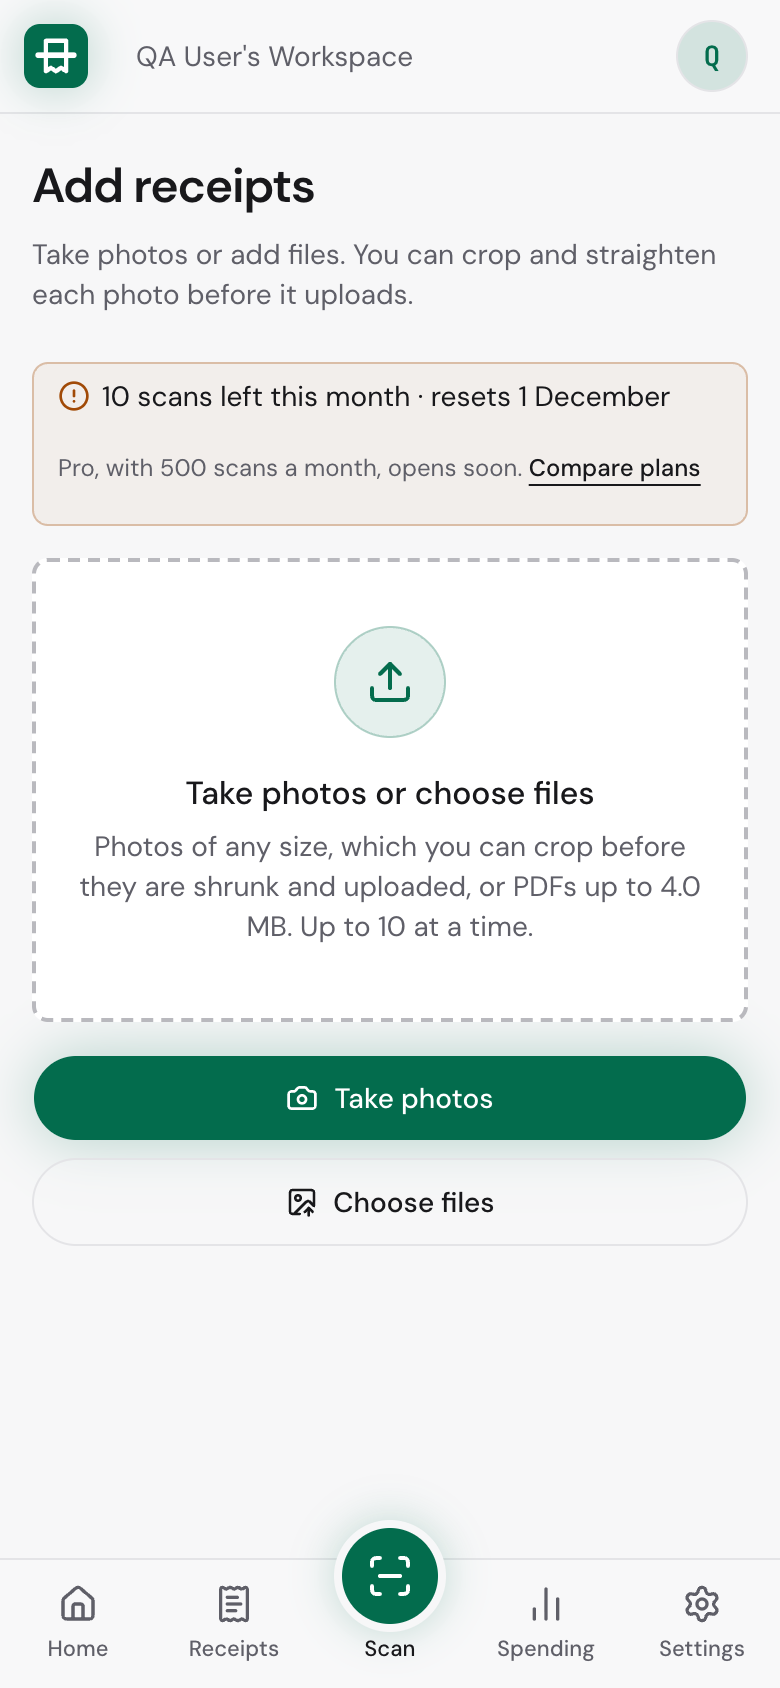 QA User's Workspace
Q
Add receipts
Take photos or add files. You can crop and straighten
each photo before it uploads.
10 scans left this month · resets 1 December
Pro, with 500 scans a month, opens soon. Compare plans
Take photos or choose files
Photos of any size, which you can crop before
they are shrunk and uploaded, or PDFs up to 4.0
MB. Up to 10 at a time.
Take photos
Choose files
Home
Receipts
Scan
Spending
Settings